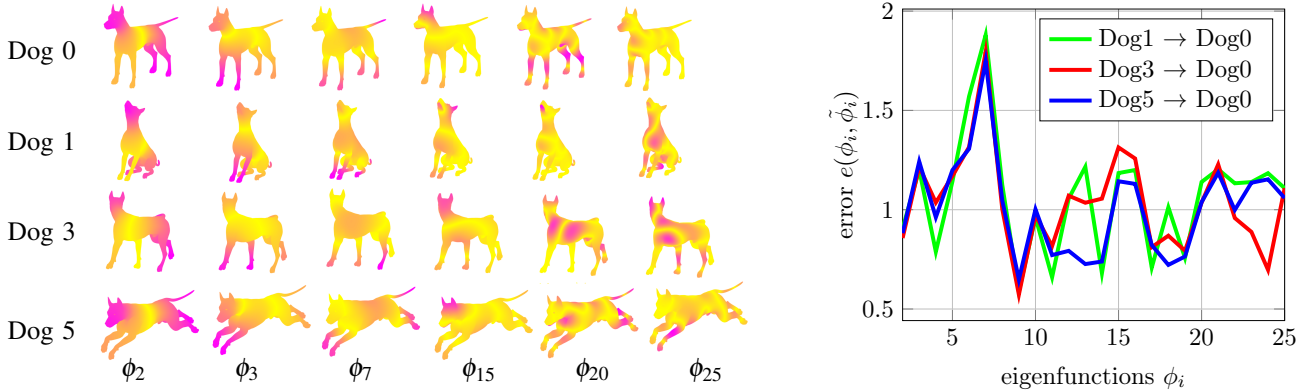 Dog 0
Dog 1
Dog 3
Dog 5
ϕ₂ ϕ₃ ϕ₇ ϕ₁₅ ϕ₂₀ ϕ₂₅
error e(ϕᵢ, ϕ̃ᵢ)
2
1.5
1
0.5
Dog1 → Dog0
Dog3 → Dog0
Dog5 → Dog0
5 10 15 20 25
eigenfunctions ϕᵢ